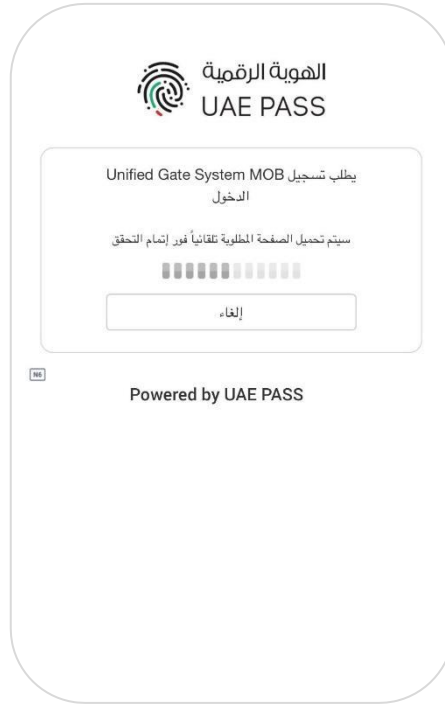 الهوية الرقمية
UAE PASS
يطلب تسجيل Unified Gate System MOB
الدخول
سيتم تحميل الصفحة المطلوبة تلقائياً فور إتمام التحقق
إلغاء
N6
Powered by UAE PASS